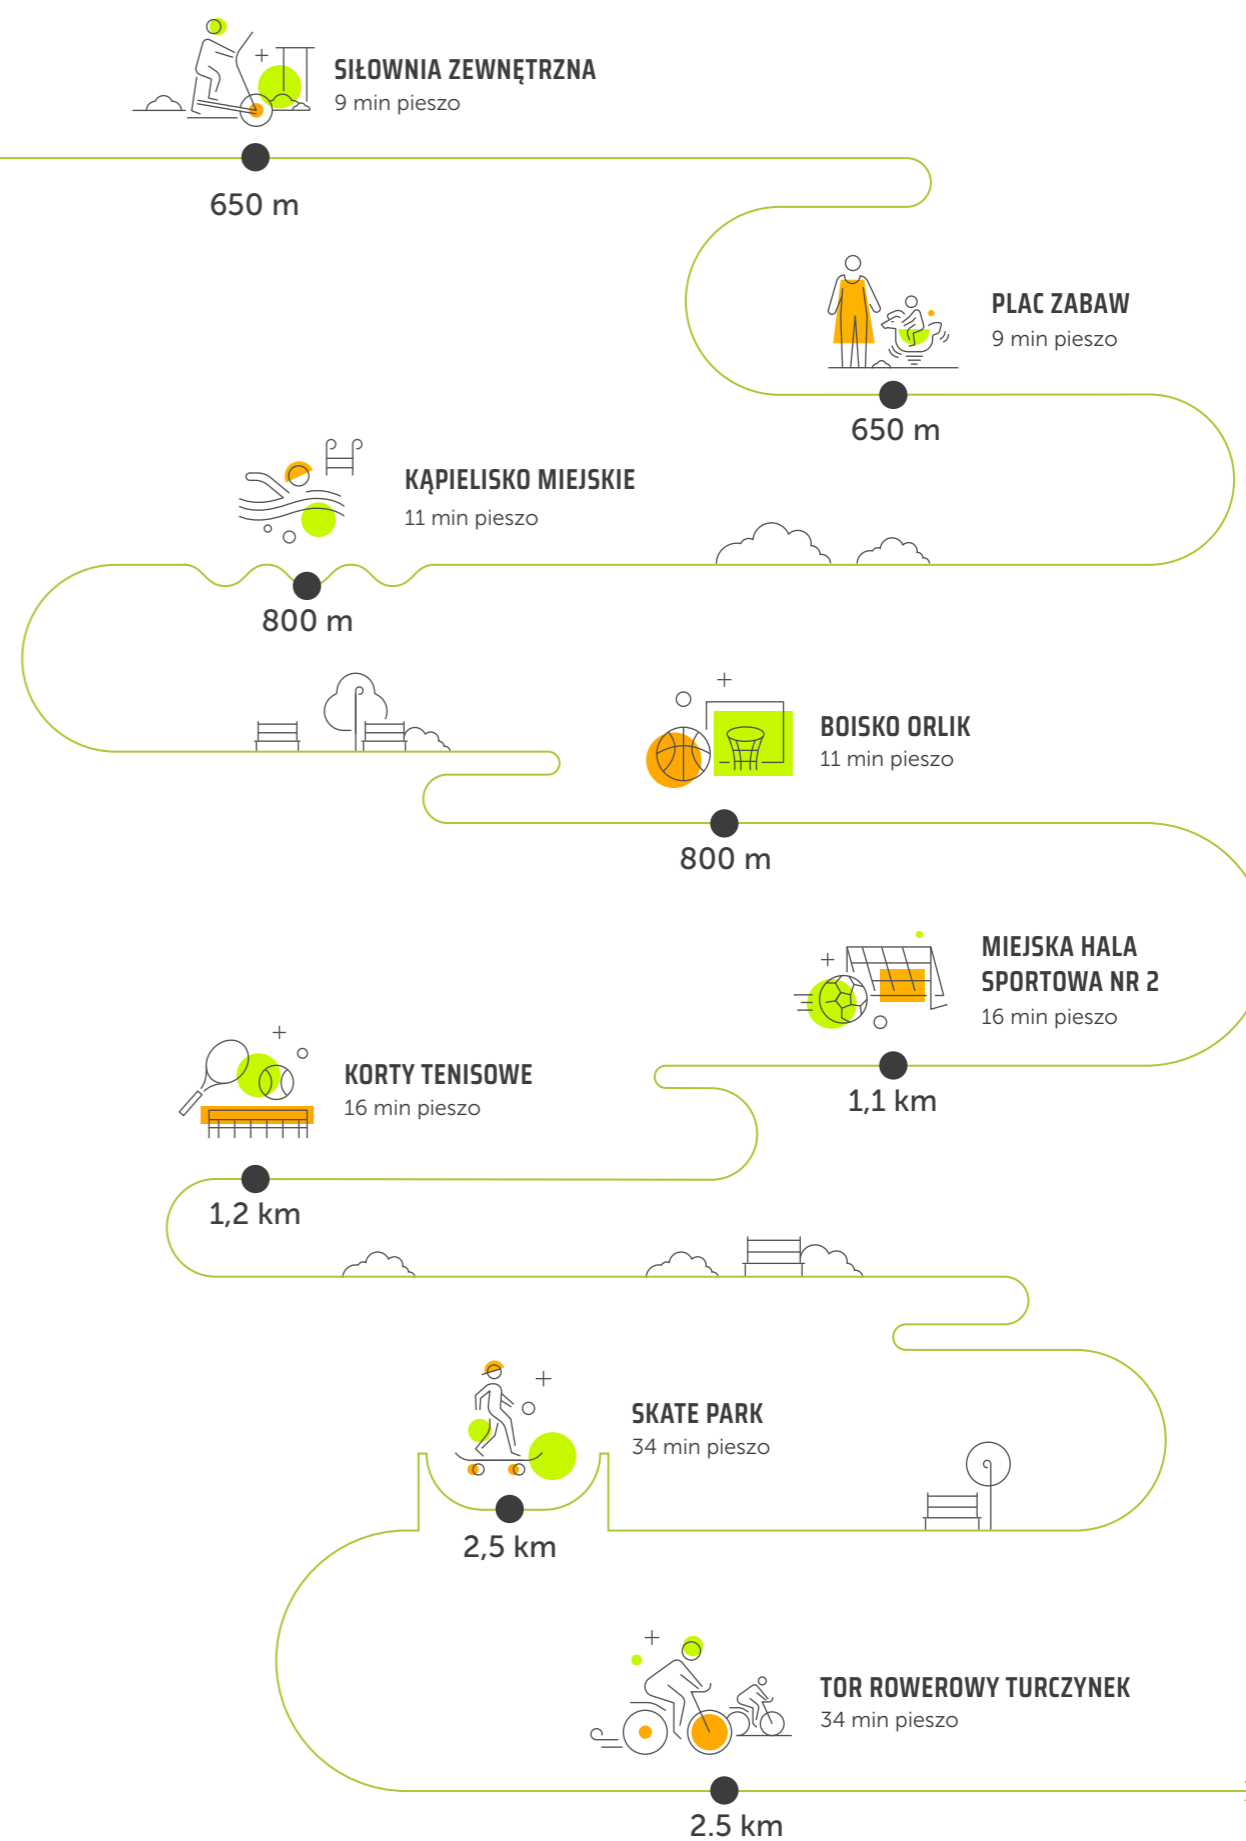 SIŁOWNIA ZEWNĘTRZNA
9 min pieszo
650 m
PLAC ZABAW
9 min pieszo
650 m
KĄPIELISKO MIEJSKIE
11 min pieszo
800 m
BOISKO ORLIK
11 min pieszo
800 m
MIEJSKA HALA
SPORTOWA NR 2
16 min pieszo
1,1 km
KORTY TENISOWE
16 min pieszo
1,2 km
SKATE PARK
34 min pieszo
2,5 km
TOR ROWEROWY TURCZYNEK
34 min pieszo
2.5 km